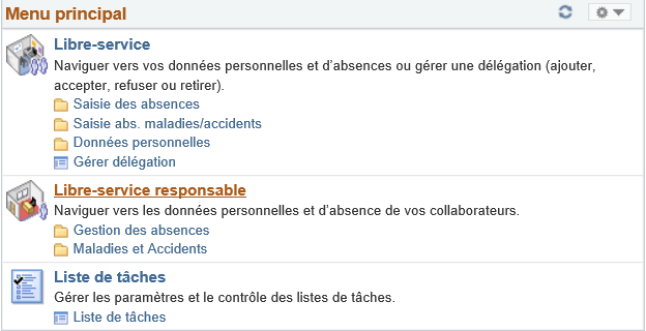 Menu principal
Libre-service
Naviguer vers vos données personnelles et d'absences ou gérer une délégation (ajouter,
accepter, refuser ou retirer).
Saisie des absences
Saisie abs. maladies/accidents
Données personnelles
Gérer délégation
Libre-service responsable
Naviguer vers les données personnelles et d'absence de vos collaborateurs.
Gestion des absences
Maladies et Accidents
Liste de tâches
Gérer les paramètres et le contrôle des listes de tâches.
Liste de tâches